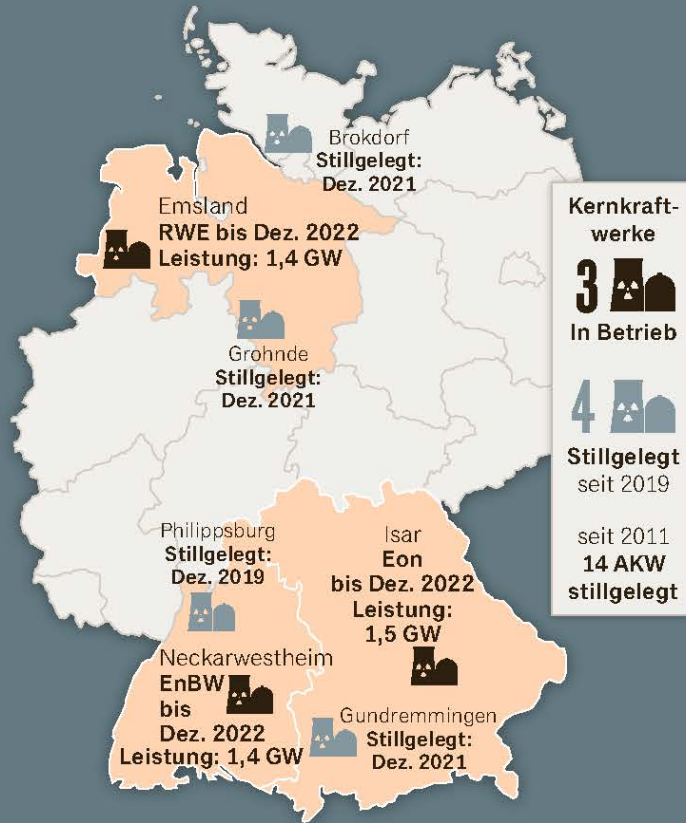 Brokdorf
Stillgelegt:
Dez. 2021
Emsland
RWE bis Dez. 2022
Leistung: 1,4 GW
Grohnde
Stillgelegt:
Dez. 2021
Philippsburg
Stillgelegt:
Dez. 2019
Isar
Eon
bis Dez. 2022
Leistung:
1,5 GW
Neckarwestheim
EnBW
bis
Dez. 2022
Leistung: 1,4 GW
Gundremmingen
Stillgelegt:
Dez. 2021
Kernkraft-
werke
3
In Betrieb
4
Stillgelegt
seit 2019
seit 2011
14 AKW
stillgelegt